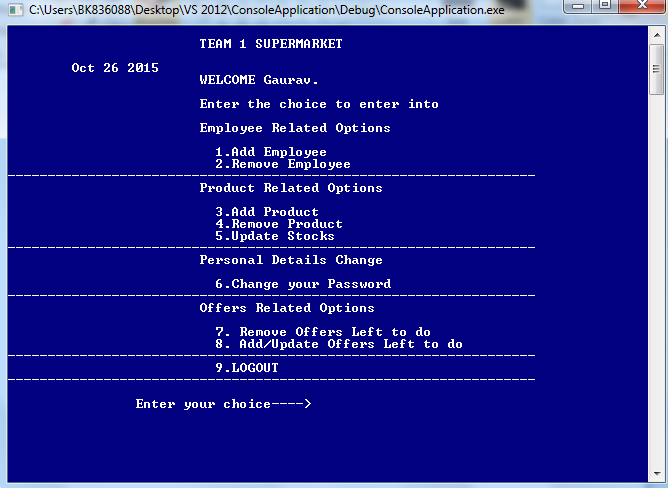 C:\Users\BK836088\Desktop\VS 2012\ConsoleApplication\Debug\ConsoleApplication.exe
TEAM 1 SUPERMARKET
Oct 26 2015
WELCOME Gaurav.
Enter the choice to enter into
Employee Related Options
1.Add Employee
2.Remove Employee
Product Related Options
3.Add Product
4.Remove Product
5.Update Stocks
Personal Details Change
6.Change your Password
Offers Related Options
7. Remove Offers Left to do
8. Add/Update Offers Left to do
9.LOGOUT
Enter your choice---->